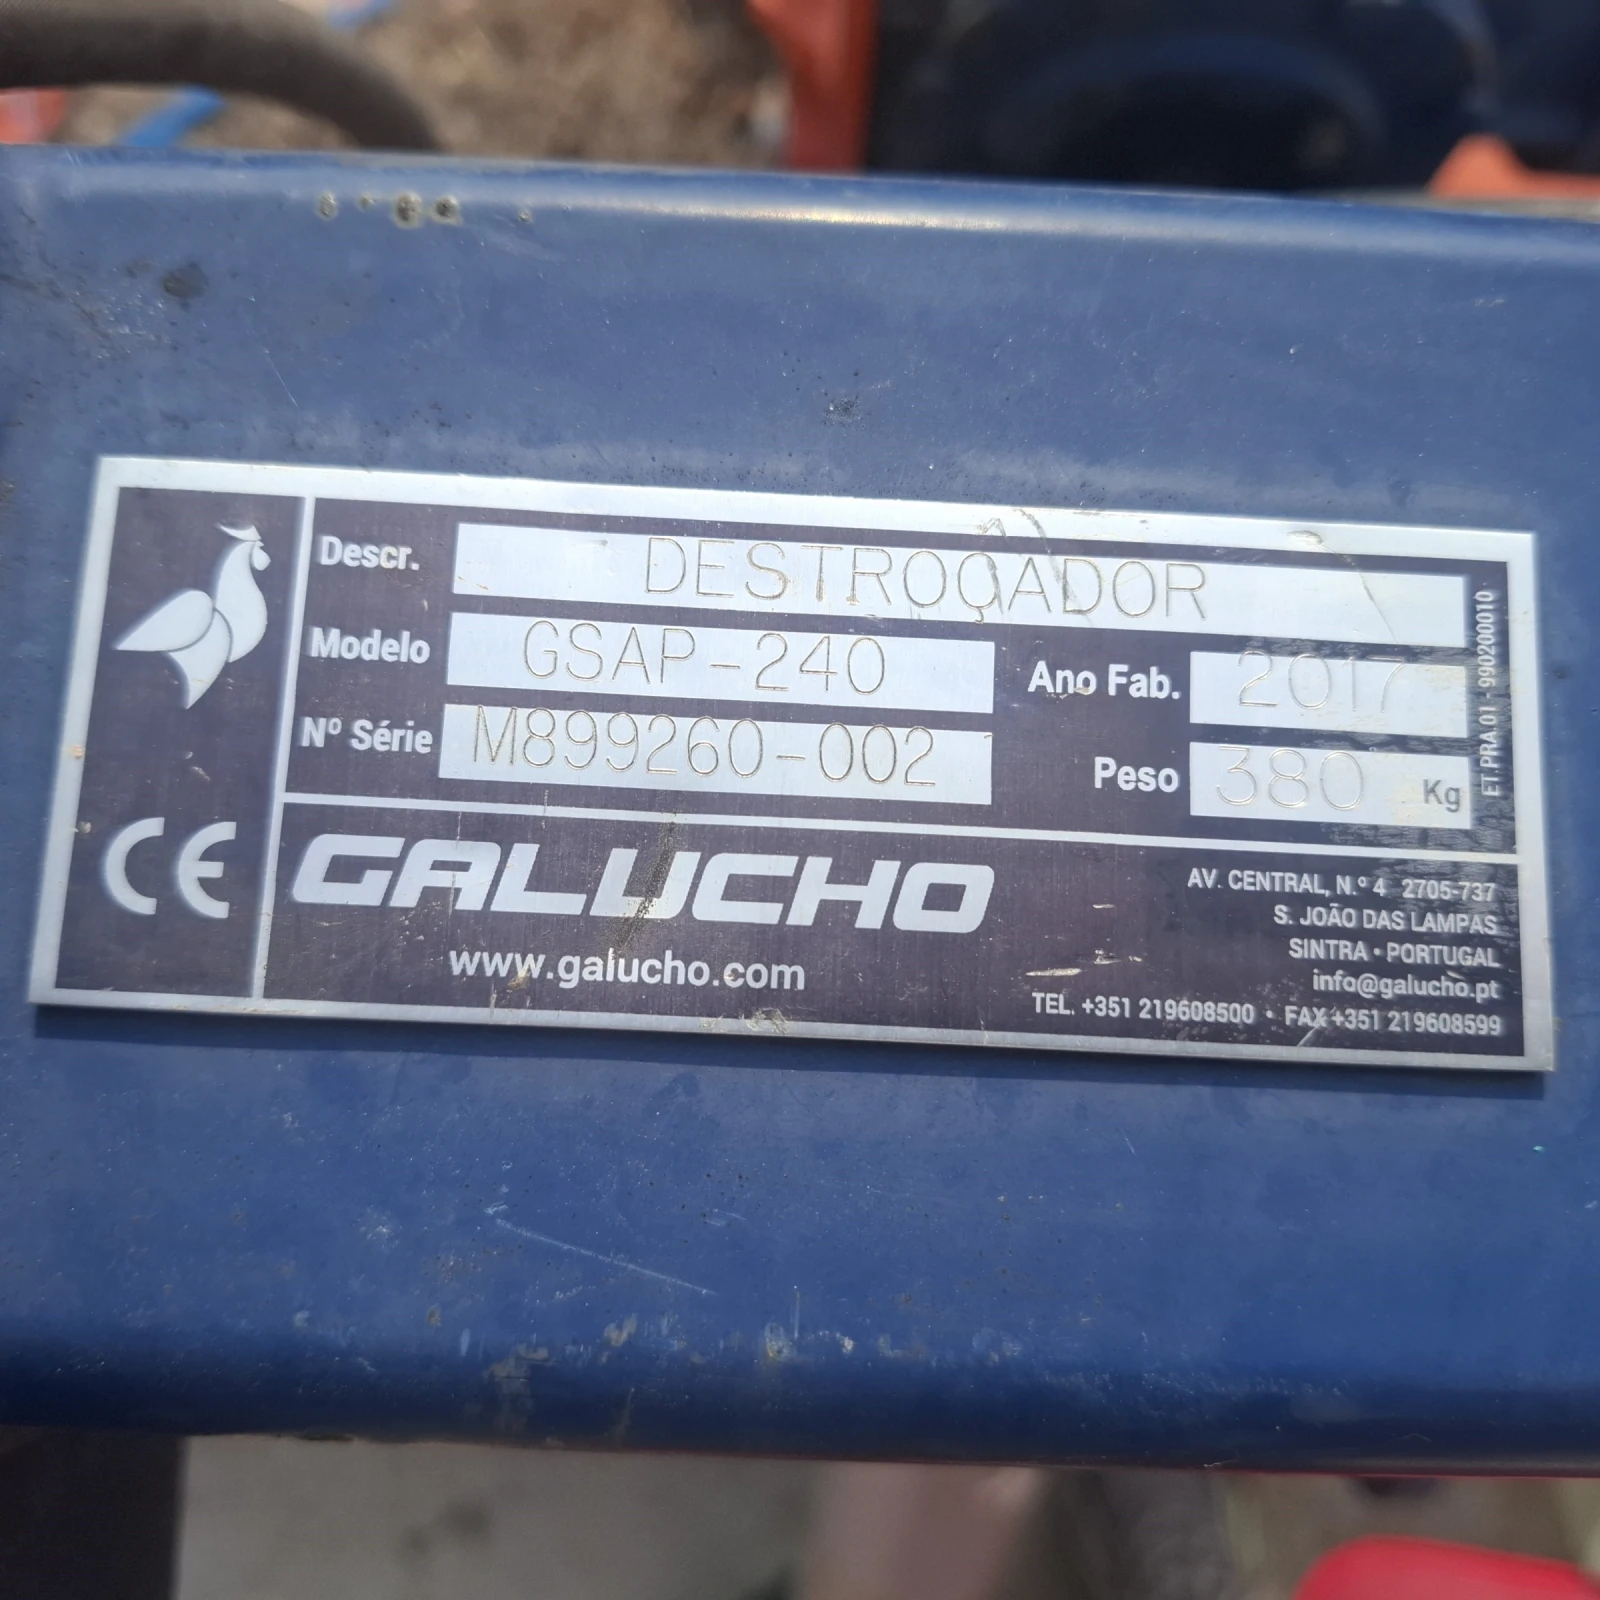 Descr. DESTROÇADOR
Modelo GSAP-240 Ano Fab. 2017
Nº Série M899260-002 Peso 380 Kg
ET.PRA.01 - 990200010
CE GALUCHO
www.galucho.com
AV. CENTRAL, N.º 4 2705-737
S. JOÃO DAS LAMPAS
SINTRA • PORTUGAL
info@galucho.pt
TEL. +351 219608500 • FAX +351 219608599